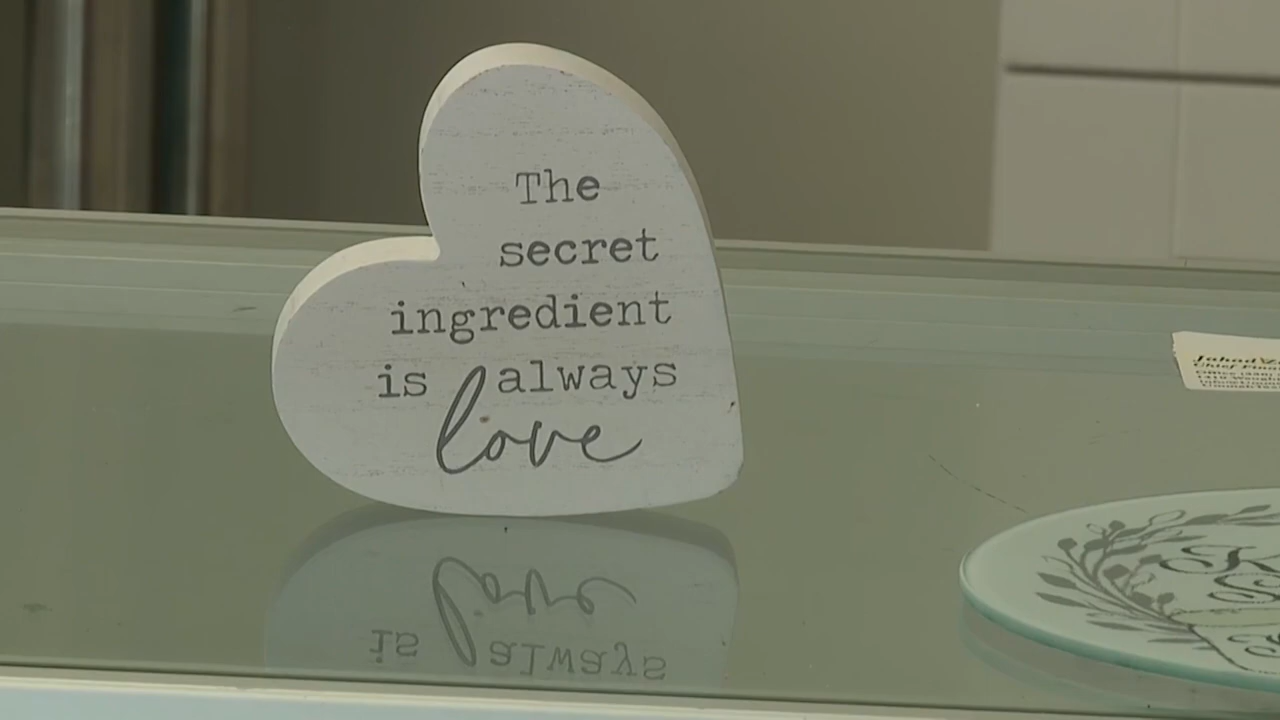 The
secret
ingredient
is always
love